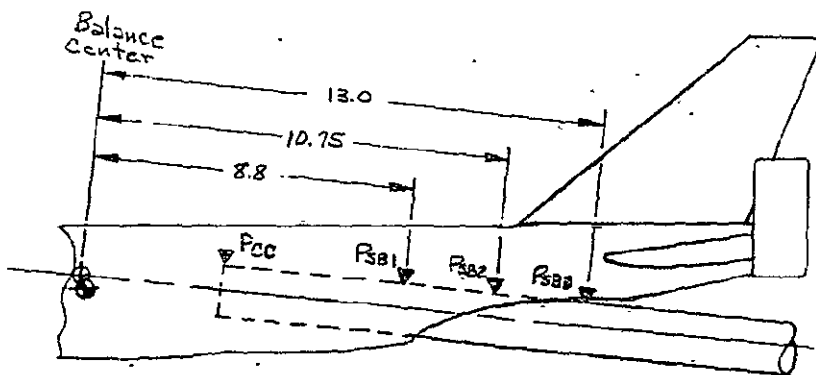 Balance
Center
13.0
10.75
8.8
PCC
PSB1
PSB2
PSB3